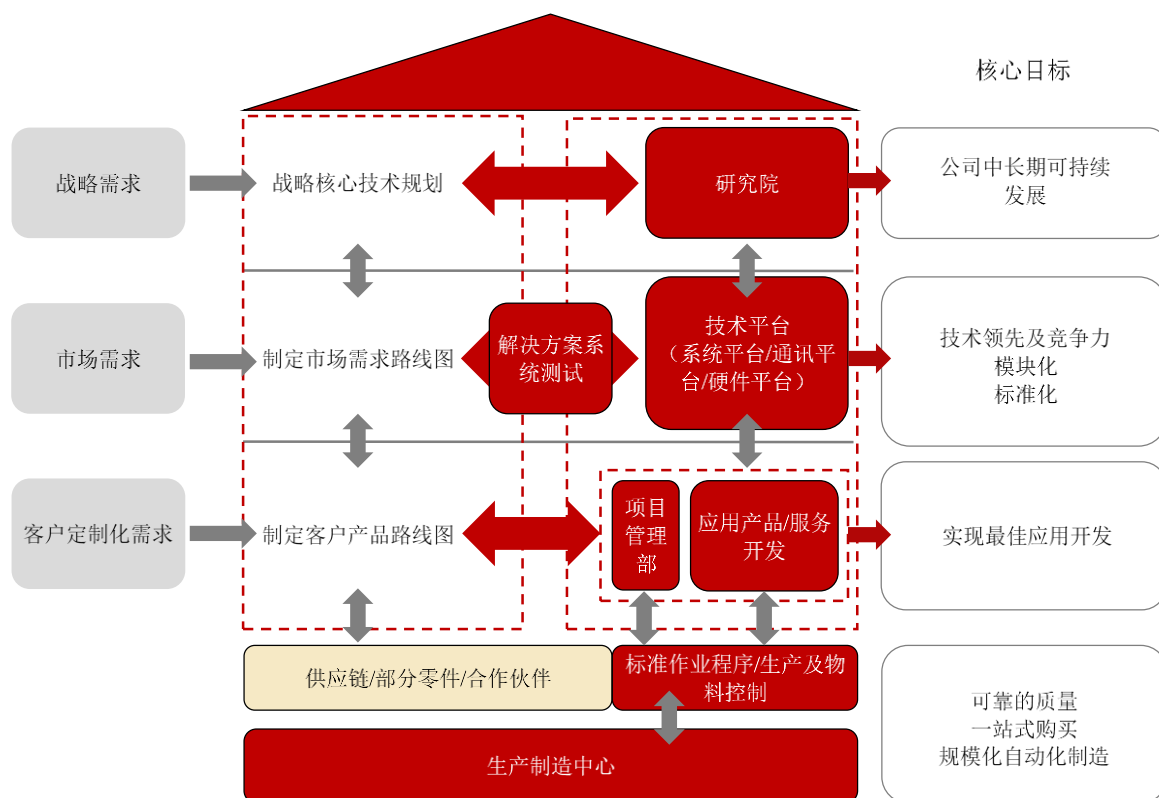 核心目标
战略需求
战略核心技术规划
研究院
公司中长期可持续
发展
市场需求
制定市场需求路线图
解决方案系
统测试
技术平台
（系统平台/通讯平
台/硬件平台）
技术领先及竞争力
模块化
标准化
客户定制化需求
制定客户产品路线图
项目
管理
部
应用产品/服务
开发
实现最佳应用开发
供应链/部分零件/合作伙伴
标准作业程序/生产及物
料控制
生产制造中心
可靠的质量
一站式购买
规模化自动化制造